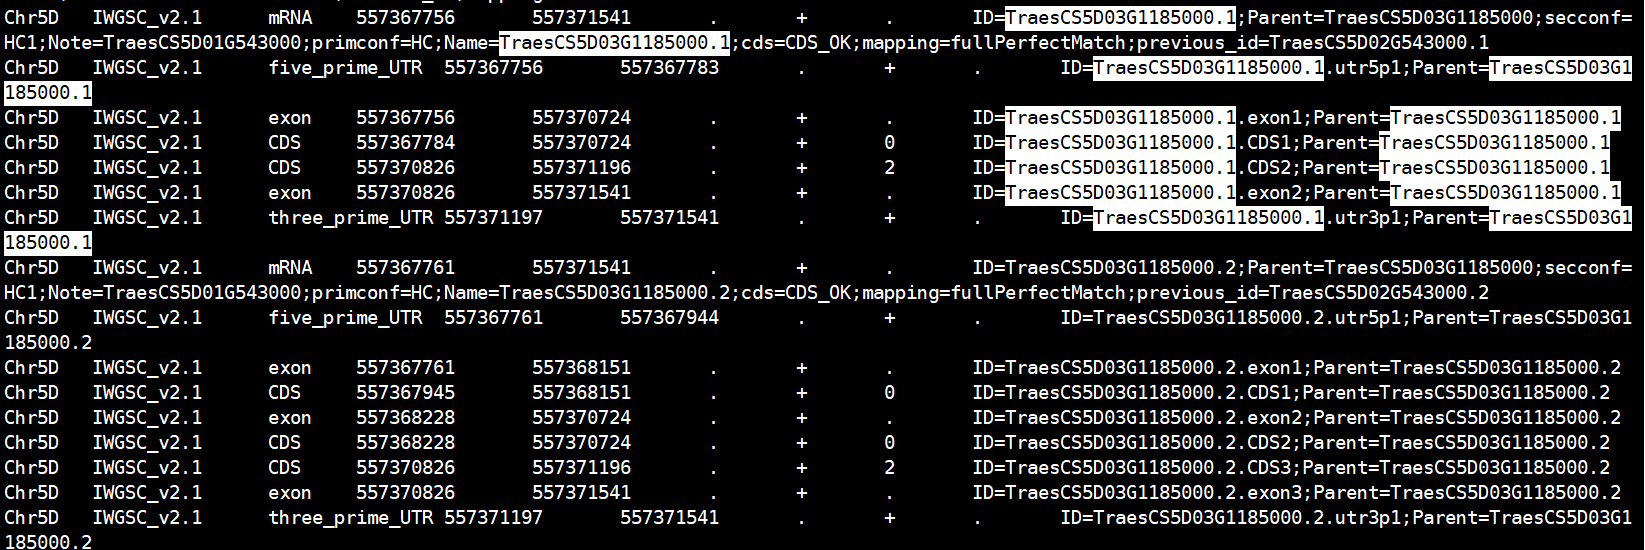 Chr5D IWGSC_v2.1 mRNA 557367756 557371541 . + . ID=TraesCS5D03G1185000.1;Parent=TraesCS5D03G1185000;secconf=
HC1;Note=TraesCS5D01G543000;primconf=HC;Name=TraesCS5D03G1185000.1;cds=CDS_OK;mapping=fullPerfectMatch;previous_id=TraesCS5D02G543000.1
Chr5D IWGSC_v2.1 five_prime_UTR 557367756 557367783 . + . ID=TraesCS5D03G1185000.1.utr5p1;Parent=TraesCS5D03G1
185000.1
Chr5D IWGSC_v2.1 exon 557367756 557370724 . + . ID=TraesCS5D03G1185000.1.exon1;Parent=TraesCS5D03G1185000.1
Chr5D IWGSC_v2.1 CDS 557367784 557370724 . + 0 ID=TraesCS5D03G1185000.1.CDS1;Parent=TraesCS5D03G1185000.1
Chr5D IWGSC_v2.1 CDS 557370826 557371196 . + 2 ID=TraesCS5D03G1185000.1.CDS2;Parent=TraesCS5D03G1185000.1
Chr5D IWGSC_v2.1 exon 557370826 557371541 . + . ID=TraesCS5D03G1185000.1.exon2;Parent=TraesCS5D03G1185000.1
Chr5D IWGSC_v2.1 three_prime_UTR 557371197 557371541 . + . ID=TraesCS5D03G1185000.1.utr3p1;Parent=TraesCS5D03G1
185000.1
Chr5D IWGSC_v2.1 mRNA 557367761 557371541 . + . ID=TraesCS5D03G1185000.2;Parent=TraesCS5D03G1185000;secconf=
HC1;Note=TraesCS5D01G543000;primconf=HC;Name=TraesCS5D03G1185000.2;cds=CDS_OK;mapping=fullPerfectMatch;previous_id=TraesCS5D02G543000.2
Chr5D IWGSC_v2.1 five_prime_UTR 557367761 557367944 . + . ID=TraesCS5D03G1185000.2.utr5p1;Parent=TraesCS5D03G1
185000.2
Chr5D IWGSC_v2.1 exon 557367761 557368151 . + . ID=TraesCS5D03G1185000.2.exon1;Parent=TraesCS5D03G1185000.2
Chr5D IWGSC_v2.1 CDS 557367945 557368151 . + 0 ID=TraesCS5D03G1185000.2.CDS1;Parent=TraesCS5D03G1185000.2
Chr5D IWGSC_v2.1 exon 557368228 557370724 . + . ID=TraesCS5D03G1185000.2.exon2;Parent=TraesCS5D03G1185000.2
Chr5D IWGSC_v2.1 CDS 557368228 557370724 . + 0 ID=TraesCS5D03G1185000.2.CDS2;Parent=TraesCS5D03G1185000.2
Chr5D IWGSC_v2.1 CDS 557370826 557371196 . + 2 ID=TraesCS5D03G1185000.2.CDS3;Parent=TraesCS5D03G1185000.2
Chr5D IWGSC_v2.1 exon 557370826 557371541 . + . ID=TraesCS5D03G1185000.2.exon3;Parent=TraesCS5D03G1185000.2
Chr5D IWGSC_v2.1 three_prime_UTR 557371197 557371541 . + . ID=TraesCS5D03G1185000.2.utr3p1;Parent=TraesCS5D03G1
185000.2